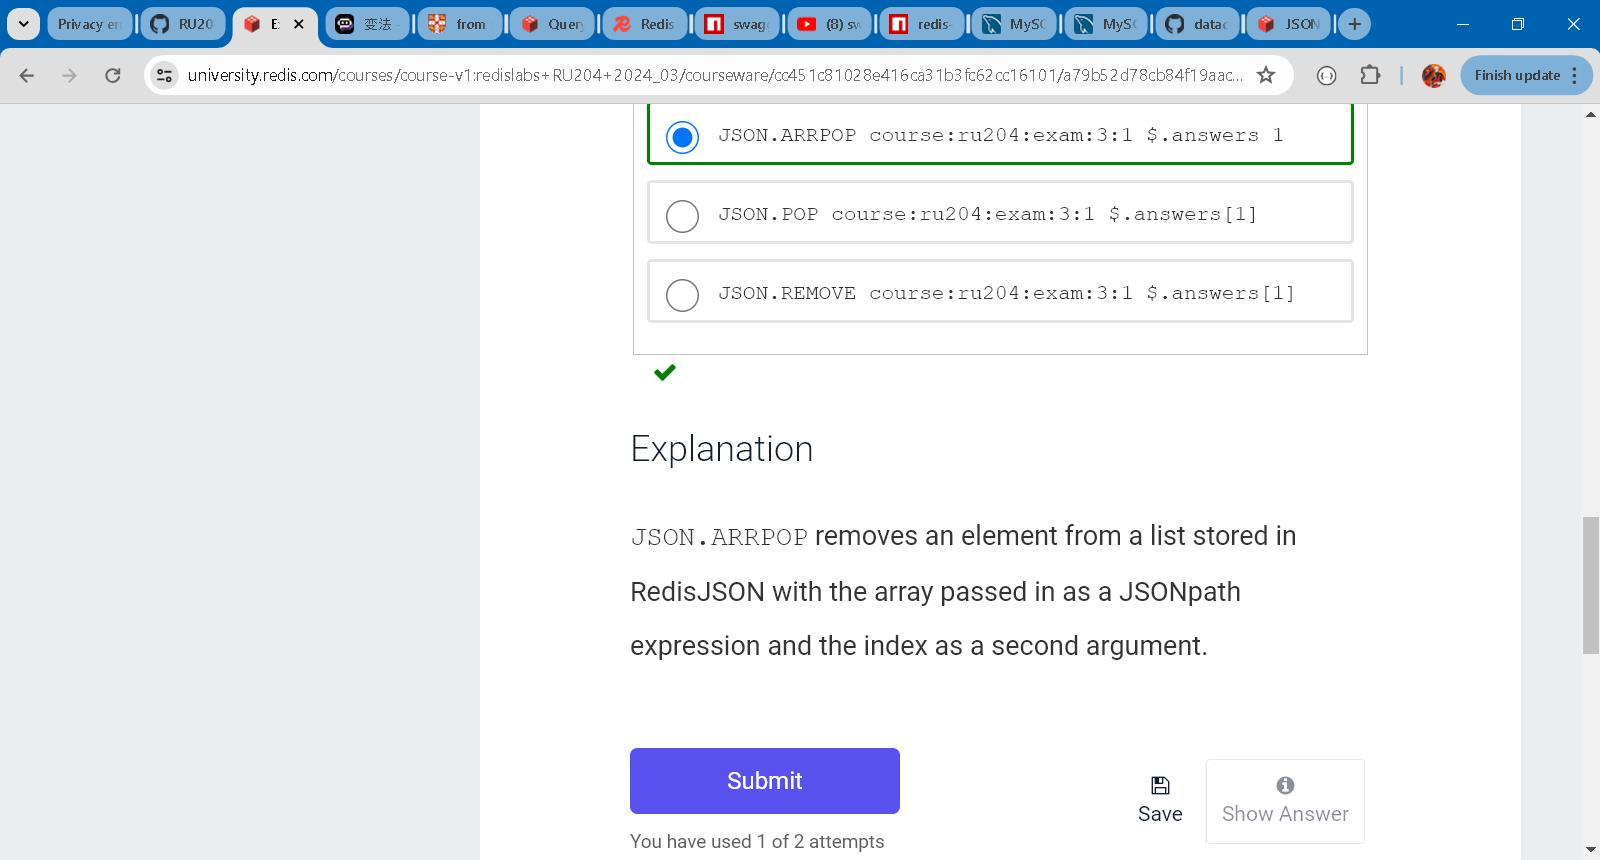 Privacy er
RU20
E
变法
from
Query
Redis
swag
(8) sw
redis-
MySQ
MySQ
datac
JSON
university.redis.com/courses/course-v1:redislabs+RU204+2024_03/courseware/cc451c81028e416ca31b3fc62cc16101/a79b52d78cb84f19aac...
Finish update
JSON.ARRPOP course:ru204:exam:3:1 $.answers 1
JSON.POP course:ru204:exam:3:1 $.answers[1]
JSON.REMOVE course:ru204:exam:3:1 $.answers[1]
Explanation
JSON.ARRPOP removes an element from a list stored in
RedisJSON with the array passed in as a JSONpath
expression and the index as a second argument.
Submit
Save
Show Answer
You have used 1 of 2 attempts